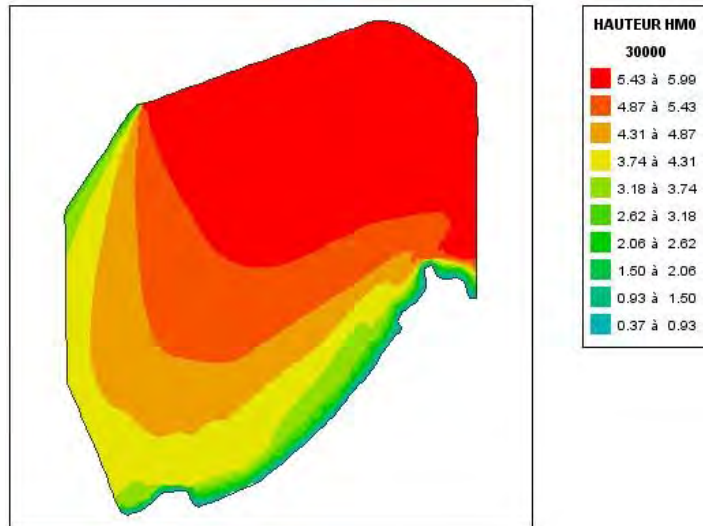 HAUTEUR HM0
30000
5.43 à 5.99
4.87 à 5.43
4.31 à 4.87
3.74 à 4.31
3.18 à 3.74
2.62 à 3.18
2.06 à 2.62
1.50 à 2.06
0.93 à 1.50
0.37 à 0.93